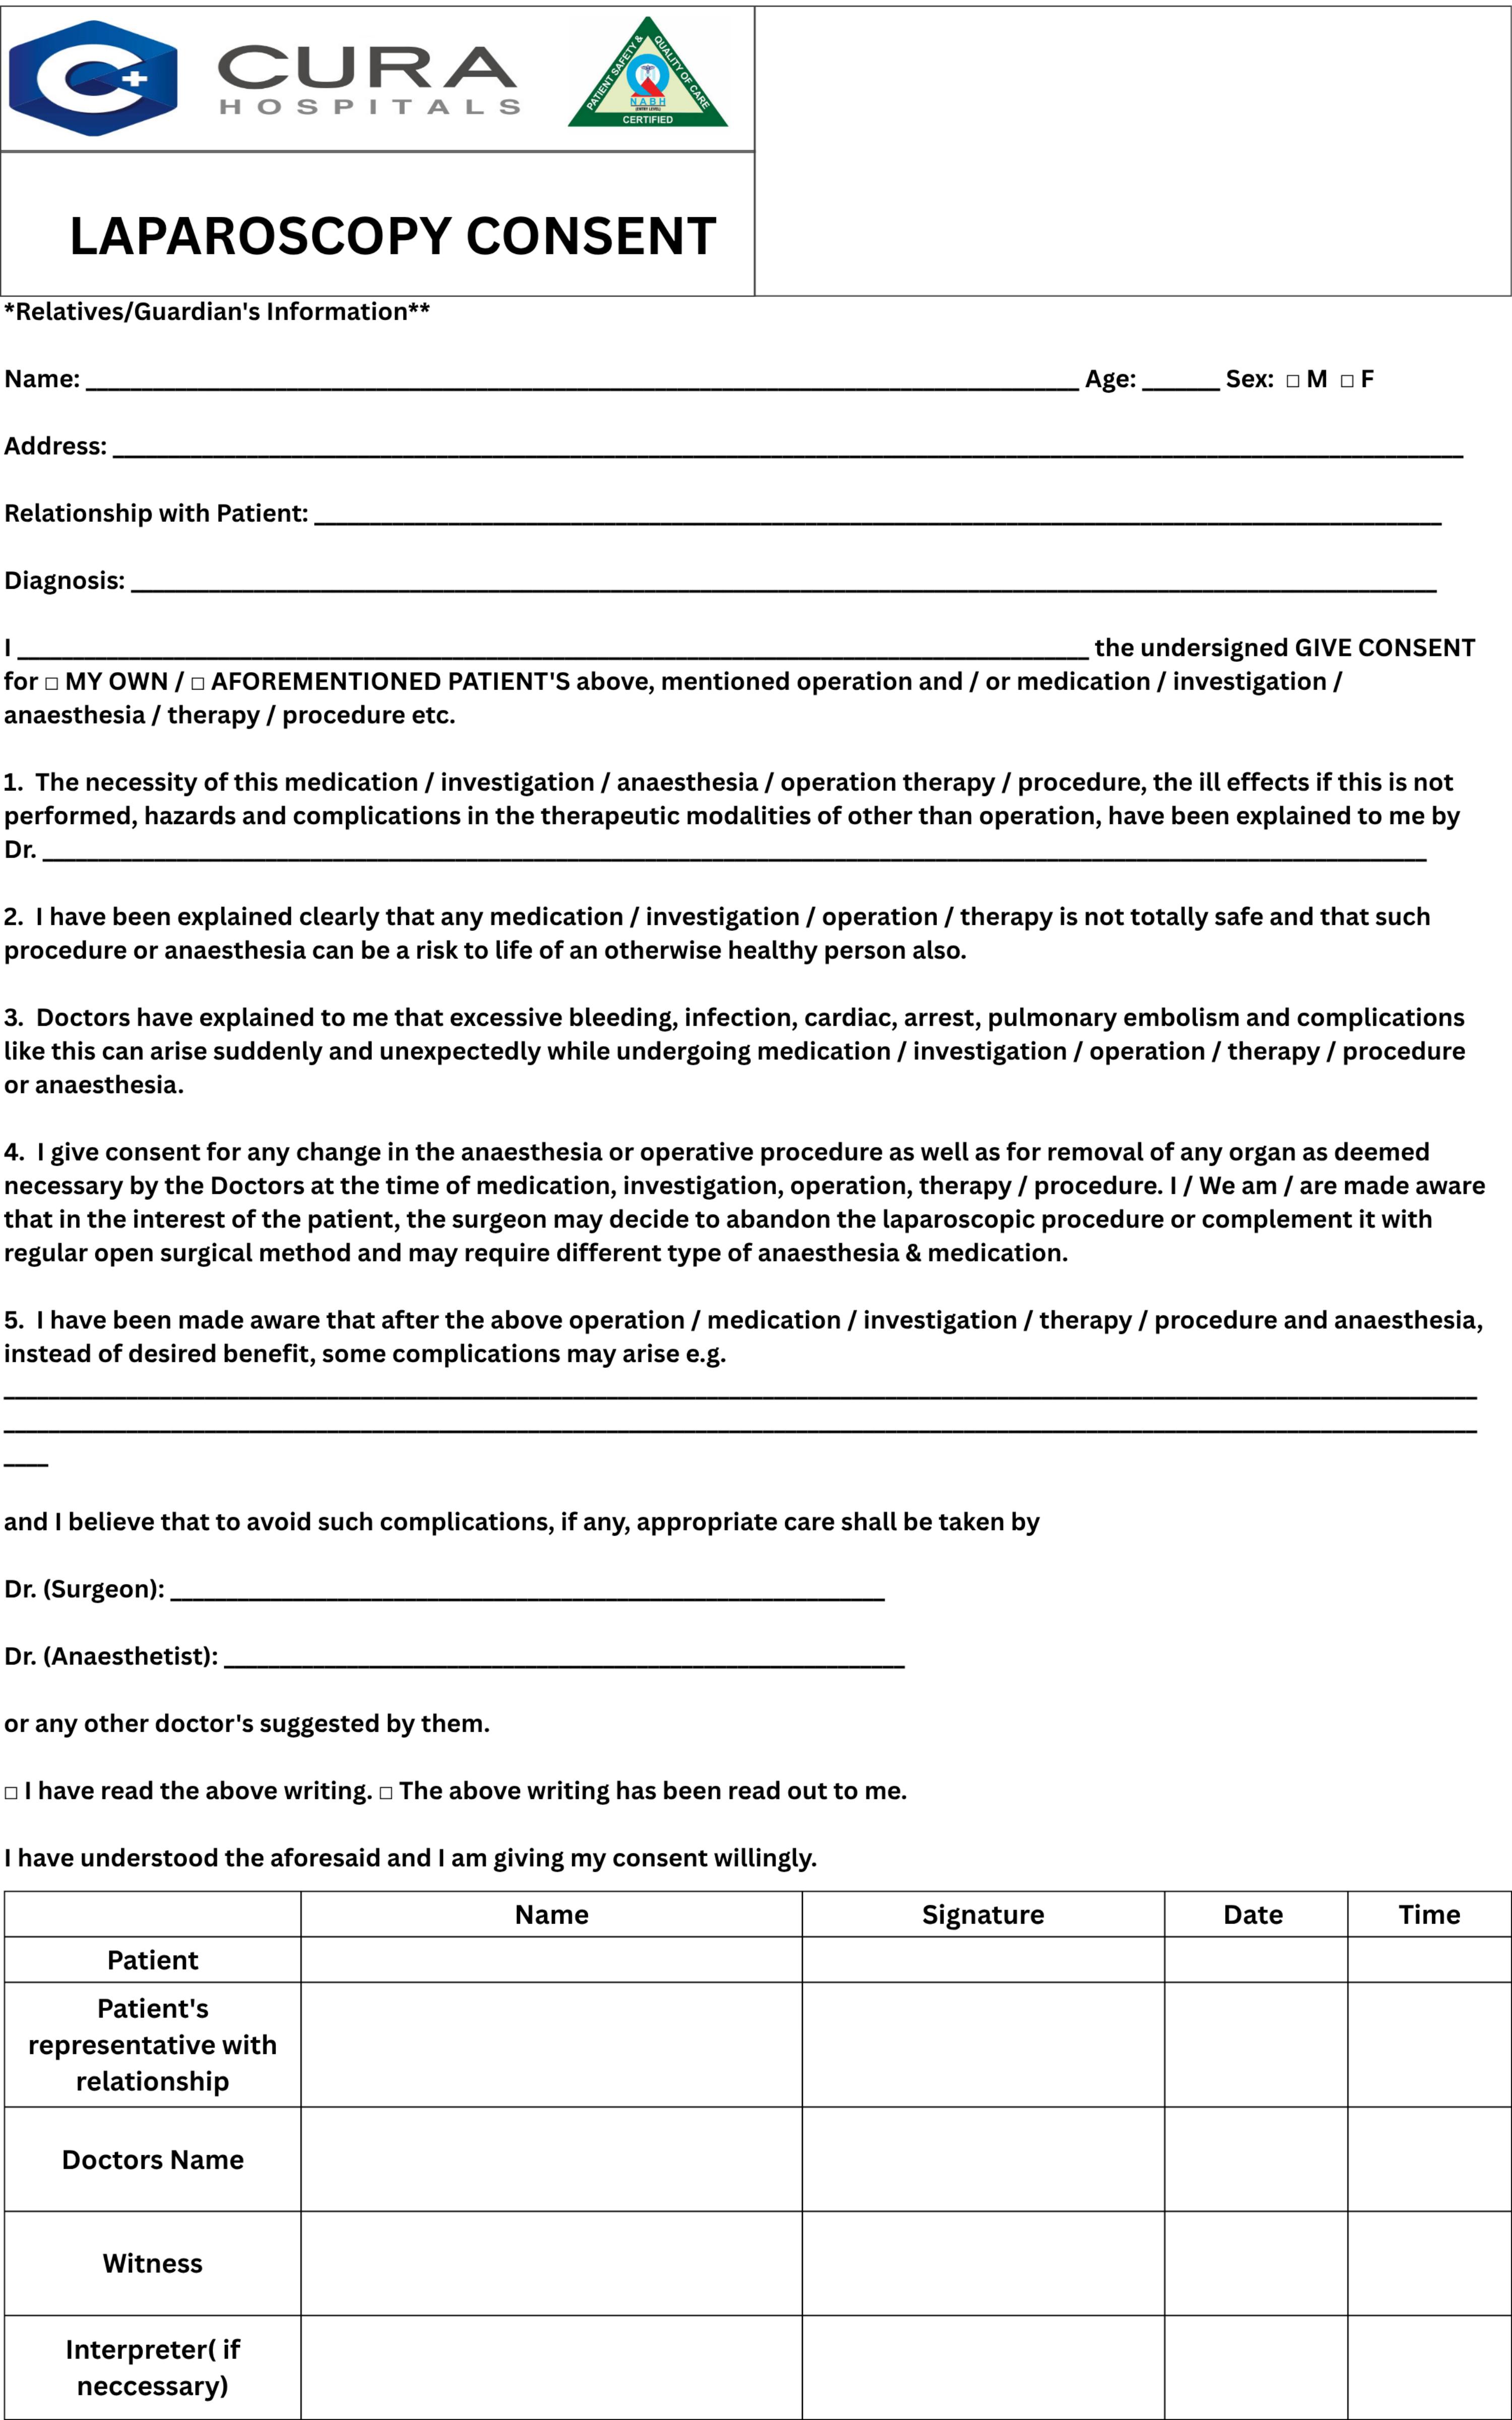 CURA
HOSPITALS
PATIENT SAFETY & QUALITY OF CARE
NABH
(ENTRY LEVEL)
CERTIFIED
LAPAROSCOPY CONSENT
*Relatives/Guardian's Information**
Name: ____________________ Age: ______ Sex: □ M □ F
Address: ____________________
Relationship with Patient: ____________________
Diagnosis: ____________________
I ____________________ the undersigned GIVE CONSENT
for □ MY OWN / □ AFOREMENTIONED PATIENT'S above, mentioned operation and / or medication / investigation /
anaesthesia / therapy / procedure etc.
1. The necessity of this medication / investigation / anaesthesia / operation therapy / procedure, the ill effects if this is not
performed, hazards and complications in the therapeutic modalities of other than operation, have been explained to me by
Dr. ____________________
2. I have been explained clearly that any medication / investigation / operation / therapy is not totally safe and that such
procedure or anaesthesia can be a risk to life of an otherwise healthy person also.
3. Doctors have explained to me that excessive bleeding, infection, cardiac, arrest, pulmonary embolism and complications
like this can arise suddenly and unexpectedly while undergoing medication / investigation / operation / therapy / procedure
or anaesthesia.
4. I give consent for any change in the anaesthesia or operative procedure as well as for removal of any organ as deemed
necessary by the Doctors at the time of medication, investigation, operation, therapy / procedure. I / We am / are made aware
that in the interest of the patient, the surgeon may decide to abandon the laparoscopic procedure or complement it with
regular open surgical method and may require different type of anaesthesia & medication.
5. I have been made aware that after the above operation / medication / investigation / therapy / procedure and anaesthesia,
instead of desired benefit, some complications may arise e.g.
____________________
____________________
____
and I believe that to avoid such complications, if any, appropriate care shall be taken by
Dr. (Surgeon): ____________________
Dr. (Anaesthetist): ____________________
or any other doctor's suggested by them.
□ I have read the above writing. □ The above writing has been read out to me.
I have understood the aforesaid and I am giving my consent willingly.
Name Signature Date Time
Patient
Patient's
representative with
relationship
Doctors Name
Witness
Interpreter( if
neccessary)